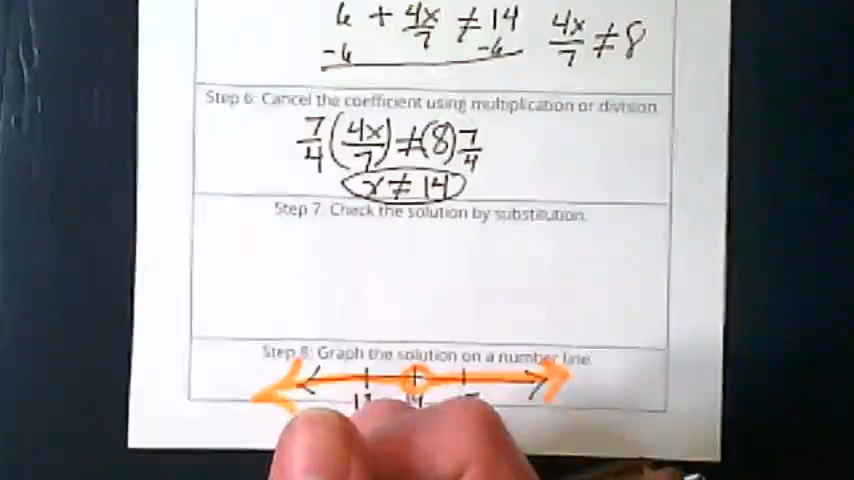 6 + 4x/7 ≠ 14 4x/7 ≠ 8
-6 -6
Step 6: Cancel the coefficient using multiplication or division.
7/4 (4x/7) ≠ (8) 7/4
x ≠ 14
Step 7: Check the solution by substitution.
Step 8: Graph the solution on a number line.
14